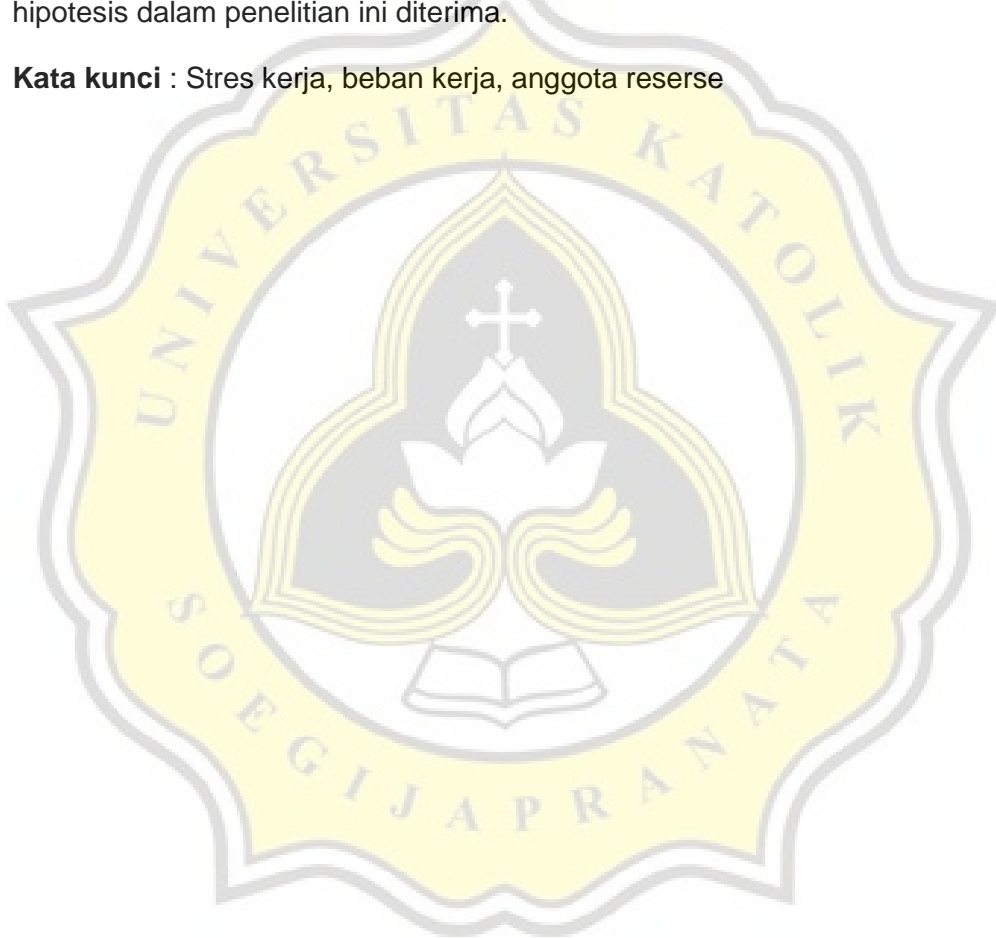 hipotesis dalam penelitian ini diterima.
Kata kunci : Stres kerja, beban kerja, anggota reserse
UNIVERSITAS KATOLIK
SOEGIJAPRANATA